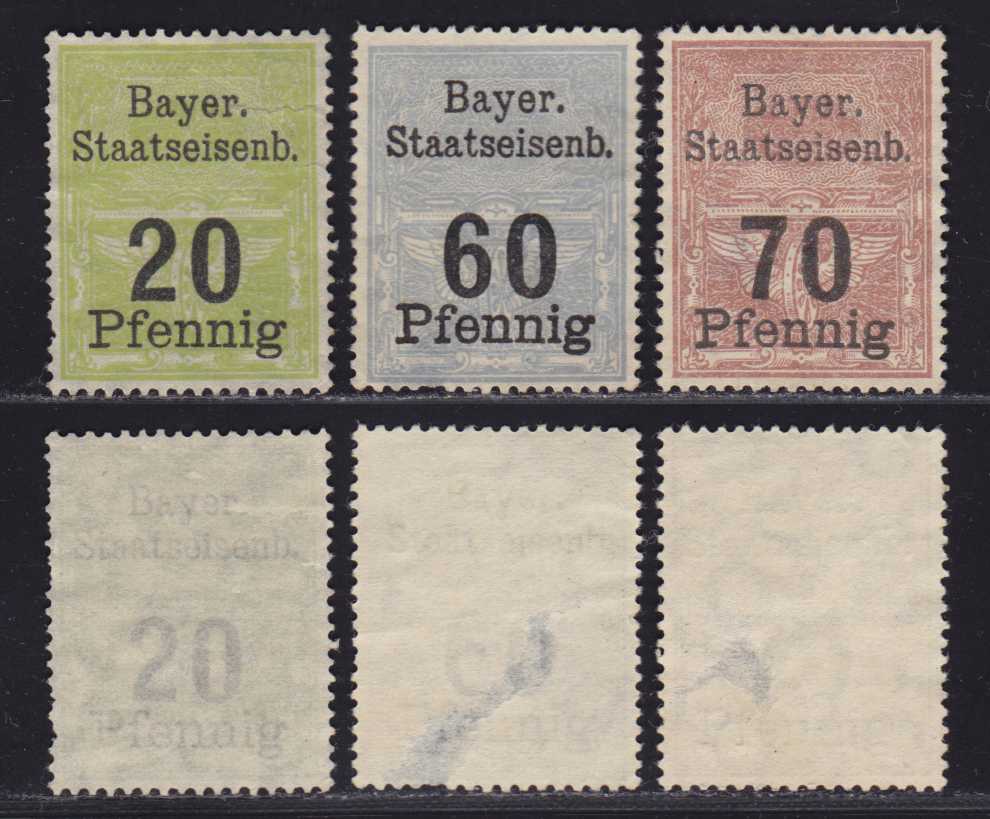 Bayer.
Staatseisenb.
20
Pfennig
Bayer.
Staatseisenb.
60
Pfennig
Bayer.
Staatseisenb.
70
Pfennig
Bayer.
Staatseisenb.
20
Pfennig